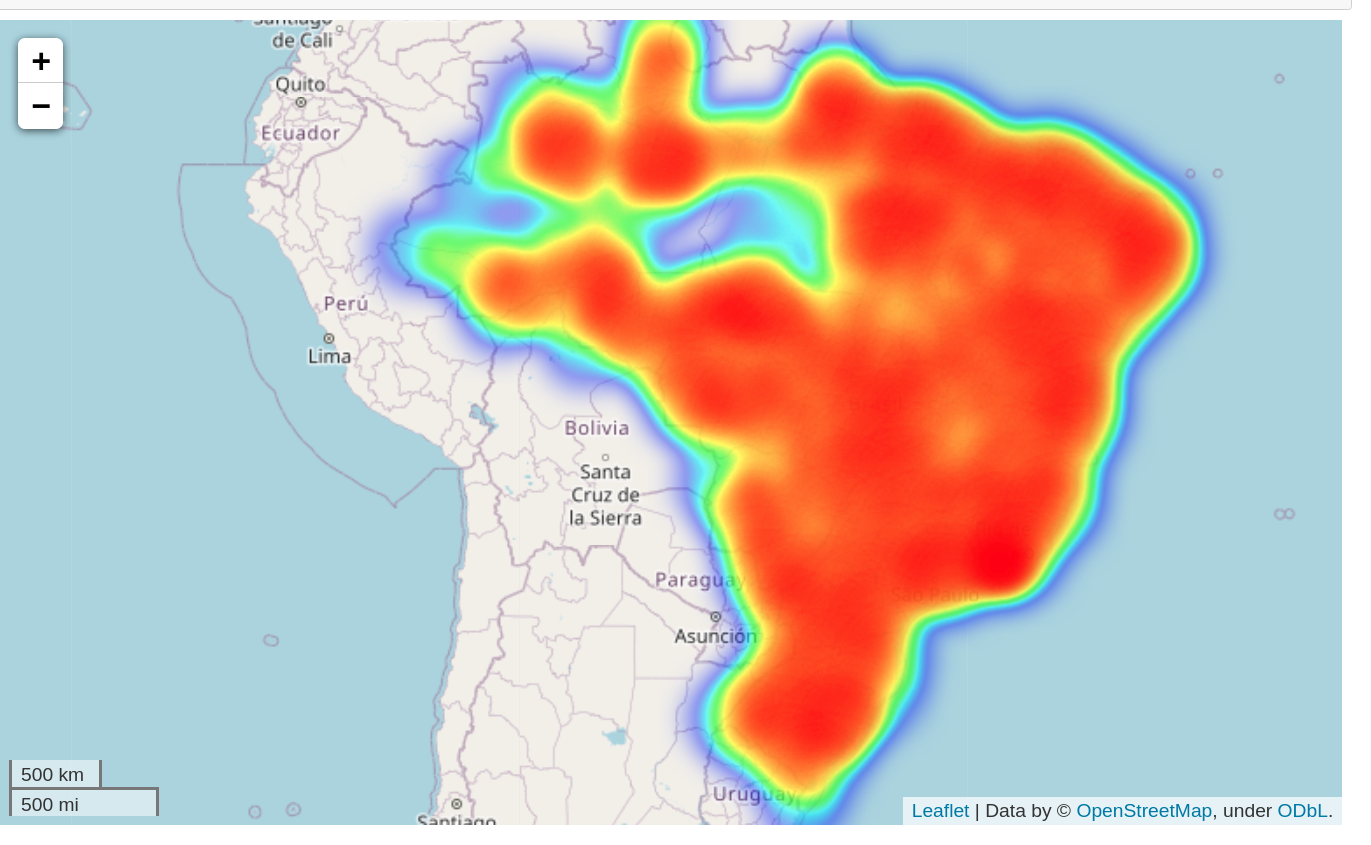 Santiago
de Cali
+
Quito
−
Ecuador
Perú
Lima
Bolivia
Santa
Cruz de
la Sierra
Paraguay
São Paulo
Asunción
500 km
500 mi
Uruguay
Santiago
Leaflet | Data by © OpenStreetMap, under ODbL.